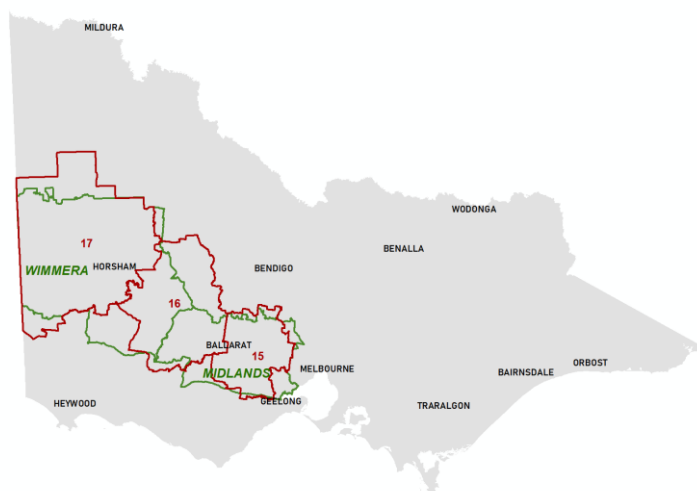 MILDURA
WODONGA
17
BENALLA
WIMMERA
HORSHAM
BENDIGO
16
BALLARAT
15
MELBOURNE
MIDLANDS
ORBOST
BAIRNSDALE
HEYWOOD
GEELONG
TRARALGON